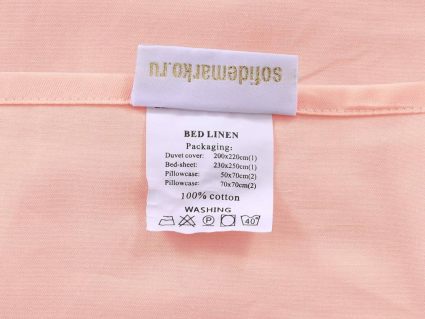 sofidemarko.ru
BED LINEN
Packaging:
Duvet cover: 200x220cm(1)
Bed-sheet: 230x250cm(1)
Pillowcase: 50x70cm(2)
Pillowcase: 70x70cm(2)
100% cotton
WASHING
P 40